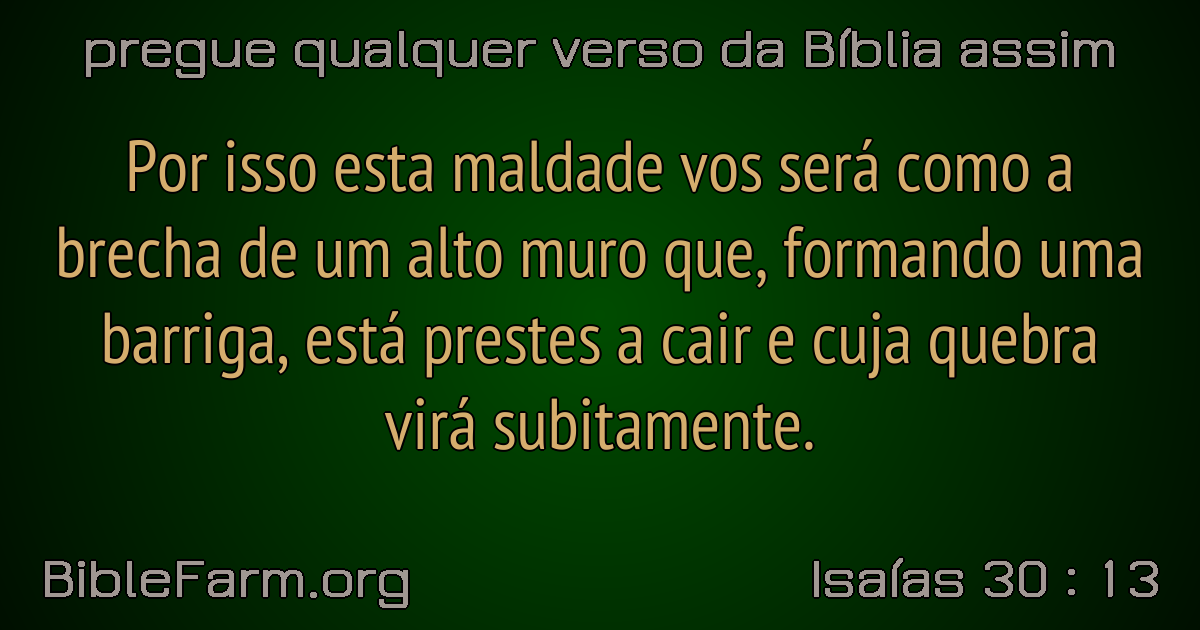 pregue qualquer verso da Bíblia assim
Por isso esta maldade vos será como a
brecha de um alto muro que, formando uma
barriga, está prestes a cair e cuja quebra
virá subitamente.
BibleFarm.org
Isaías 30 : 13